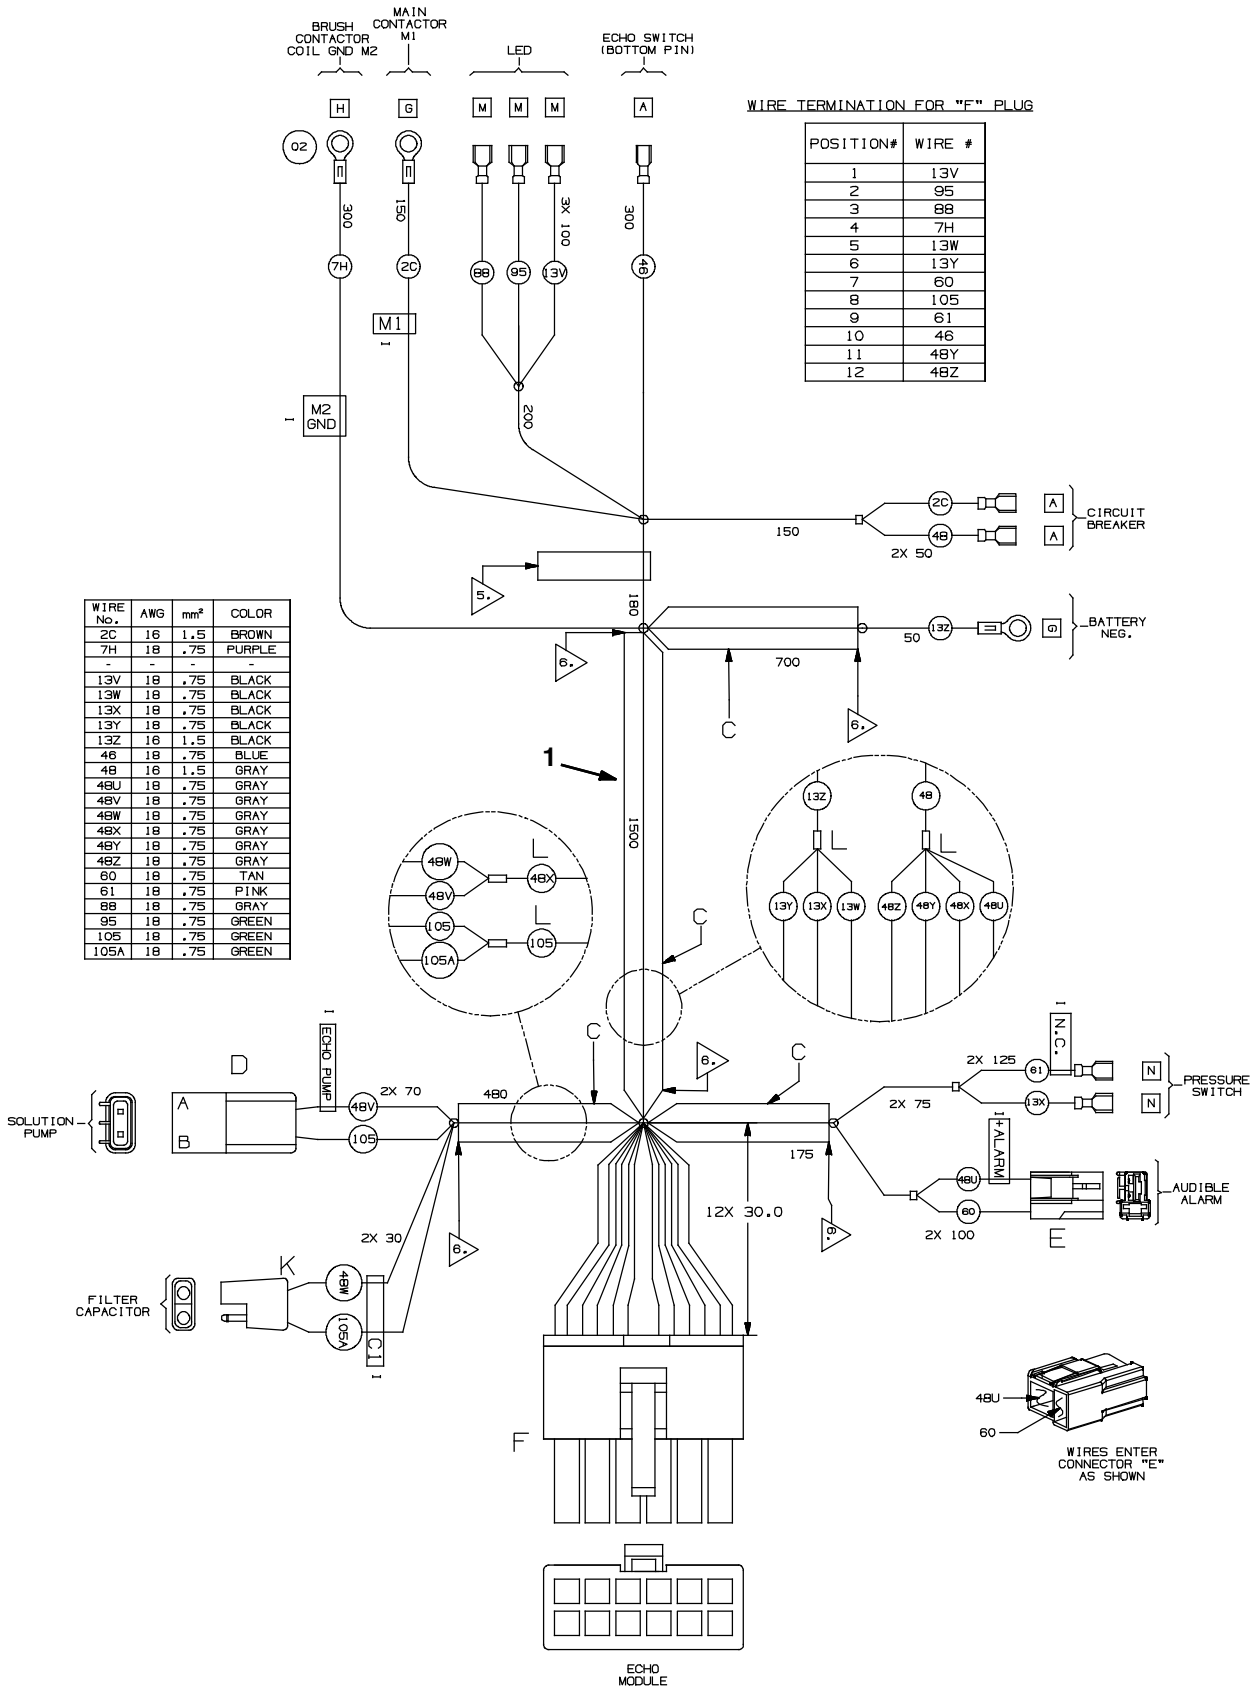 BRUSH
CONTACTOR
COIL GND M2
MAIN
CONTACTOR
M1
LED
ECHO SWITCH
(BOTTOM PIN)
H
G
M
M
M
A
02
300
150
3X 100
300
7H
2C
88
95
13V
46
M1
I
M2
GND
I
200
WIRE TERMINATION FOR "F" PLUG
POSITION# WIRE #
1 13V
2 95
3 88
4 7H
5 13W
6 13Y
7 60
8 105
9 61
10 46
11 48Y
12 48Z
150
2C
48
2X 50
A
A
CIRCUIT
BREAKER
5.
180
6.
700
C
6.
50
13Z
G
BATTERY
NEG.
WIRE No. AWG mm² COLOR
2C 16 1.5 BROWN
7H 18 .75 PURPLE
- - - -
13V 18 .75 BLACK
13W 18 .75 BLACK
13X 18 .75 BLACK
13Y 18 .75 BLACK
13Z 16 1.5 BLACK
46 18 .75 BLUE
48 16 1.5 GRAY
48U 18 .75 GRAY
48V 18 .75 GRAY
48W 18 .75 GRAY
48X 18 .75 GRAY
48Y 18 .75 GRAY
48Z 18 .75 GRAY
60 18 .75 TAN
61 18 .75 PINK
88 18 .75 GRAY
95 18 .75 GREEN
105 18 .75 GREEN
105A 18 .75 GREEN
1
1500
48W
48V
L
48X
105
105A
L
105
13Z
L
13Y
13X
13W
48
L
48Z
48Y
48X
48U
C
SOLUTION
PUMP
D
A
B
I
ECHO PUMP
2X 70
48V
105
480
C
6.
C
175
2X 75
2X 125
61
13X
I
N.C.
N
N
PRESSURE
SWITCH
I
+ALARM
48U
60
2X 100
E
AUDIBLE
ALARM
6.
6.
2X 30
K
48W
105A
C1
I
FILTER
CAPACITOR
12X 30.0
F
48U
60
WIRES ENTER
CONNECTOR "E"
AS SHOWN
ECHO
MODULE